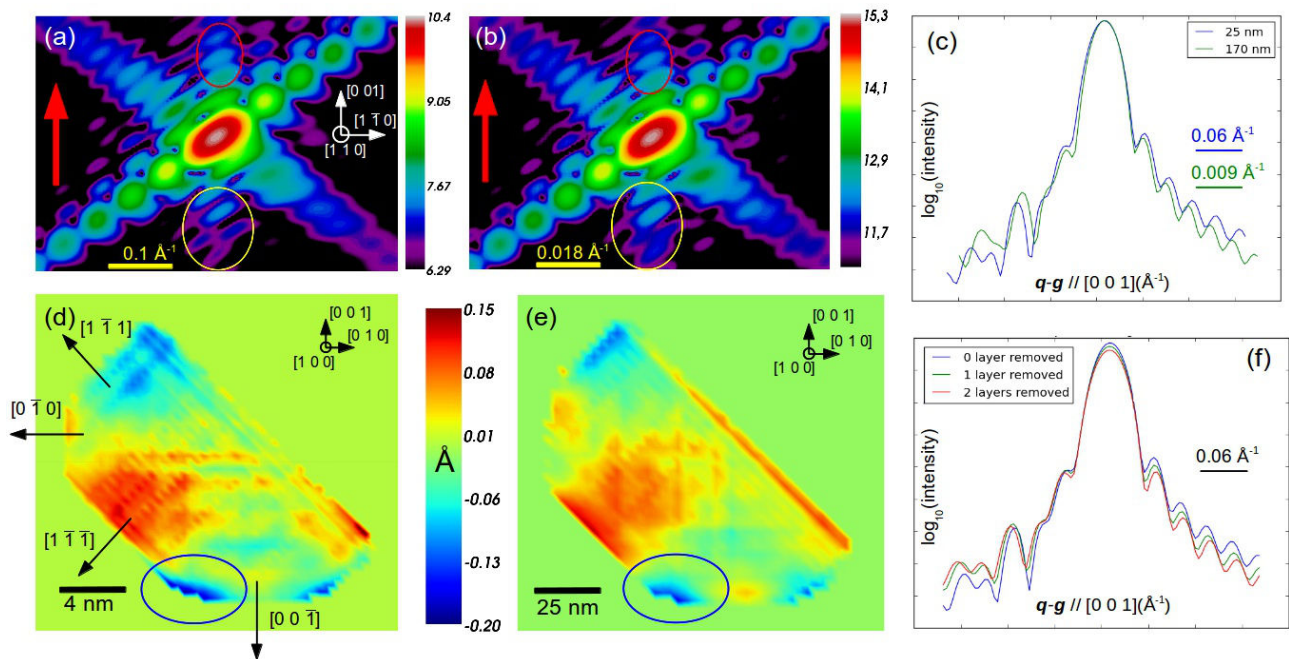 (a)
[0 01]
[1 1̄ 0]
[1 1 0]
0.1 Å⁻¹
10.4
9.05
7.67
6.29
(b)
0.018 Å⁻¹
15,3
14,1
12,9
11,7
(c)
25 nm
170 nm
0.06 Å⁻¹
0.009 Å⁻¹
log₁₀(intensity)
q-g // [0 0 1](Å⁻¹)
(d)
[1 1̄ 1]
[0 0 1]
[0 1 0]
[1 0 0]
[0 1̄ 0]
[1 1̄ 1̄]
4 nm
[0 0 1̄]
0.15
0.08
0.01
Å
-0.06
-0.13
-0.20
(e)
[0 0 1]
[0 1 0]
[1 0 0]
25 nm
(f)
0 layer removed
1 layer removed
2 layers removed
0.06 Å⁻¹
log₁₀(intensity)
q-g // [0 0 1](Å⁻¹)